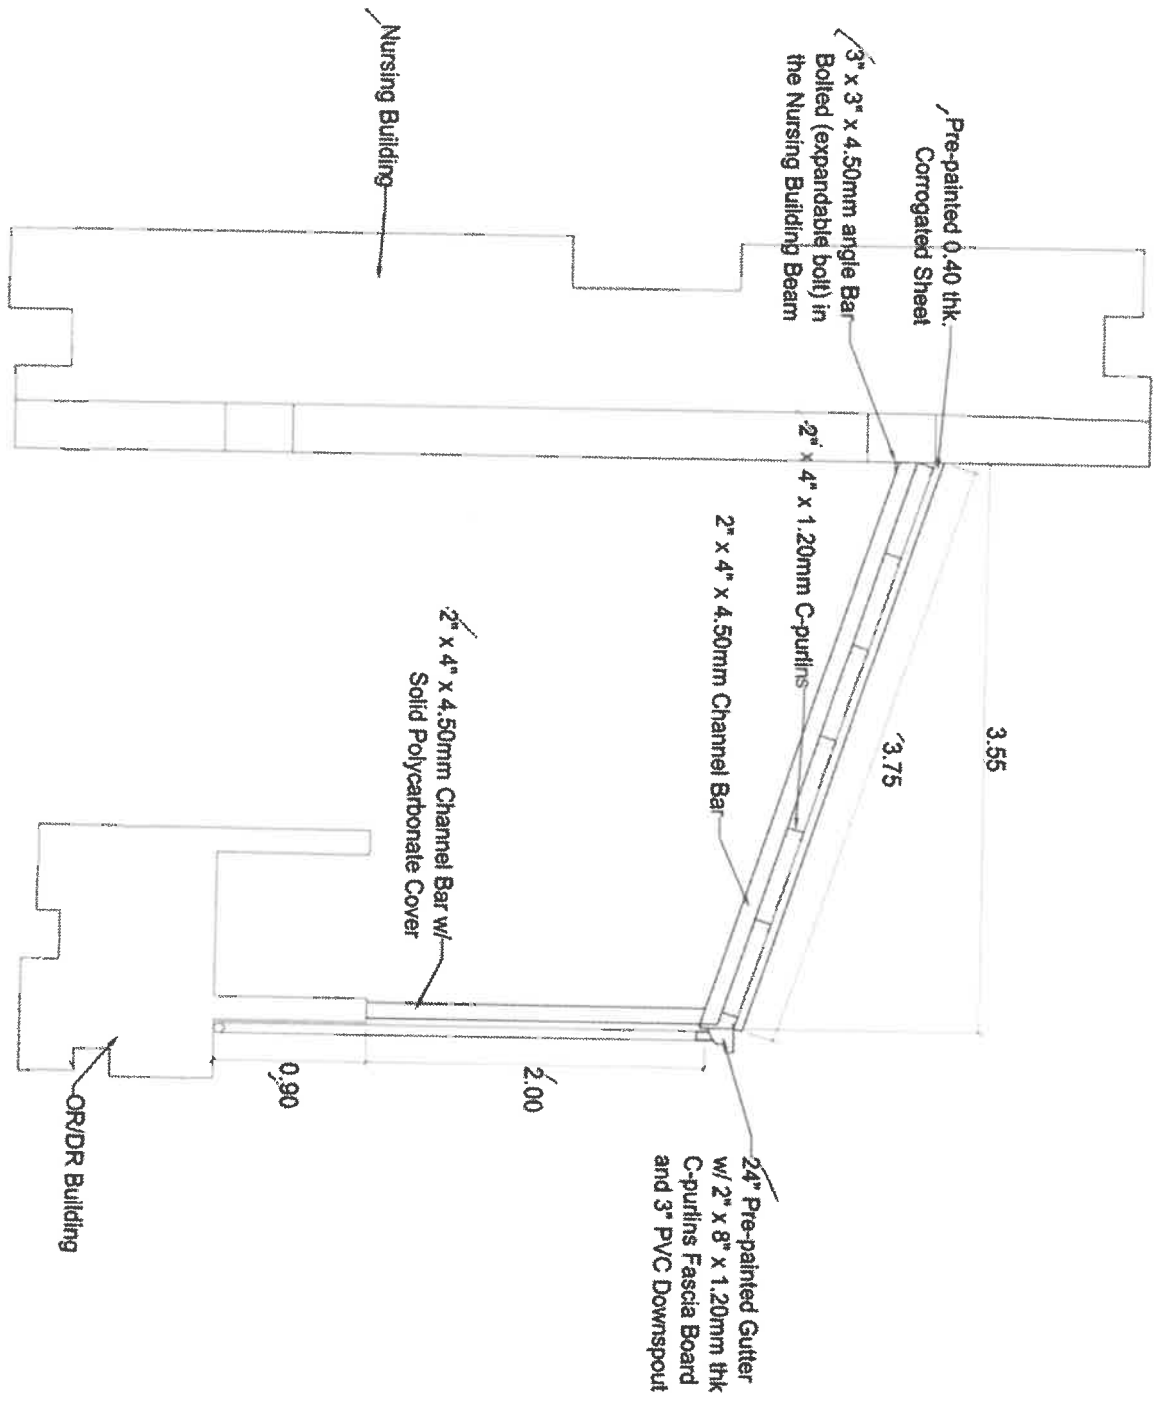 Pre-painted 0.40 thk.
Corrogated Sheet
3" x 3" x 4.50mm angle Bar
Bolted (expandable bolt) in
the Nursing Building Beam
Nursing Building
2" x 4" x 1.20mm C-purlins
2" x 4" x 4.50mm Channel Bar
3.55
3.75
2" x 4" x 4.50mm Channel Bar w/
Solid Polycarbonate Cover
24" Pre-painted Gutter
w/ 2" x 8" x 1.20mm thk
C-purlins Fascia Board
and 3" PVC Downspout
2.00
0.90
OR/DR Building